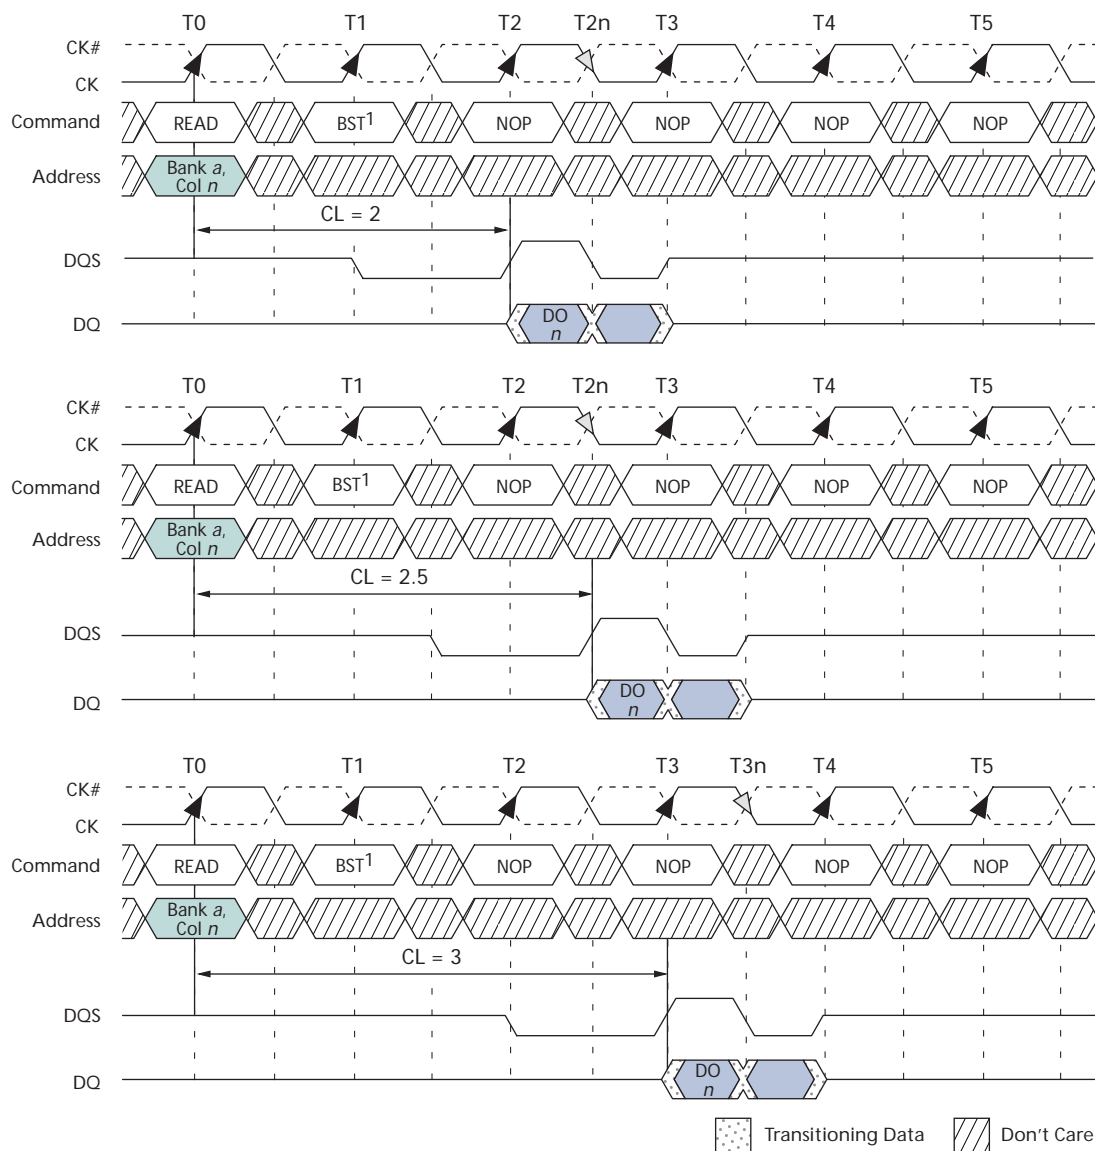 T0 T1 T2 T2n T3 T4 T5
CK#
CK
Command READ BST1 NOP NOP NOP NOP
Address Bank a,
Col n
CL = 2
DQS
DQ DO
n
T0 T1 T2 T2n T3 T4 T5
CK#
CK
Command READ BST1 NOP NOP NOP NOP
Address Bank a,
Col n
CL = 2.5
DQS
DQ DO
n
T0 T1 T2 T3 T3n T4 T5
CK#
CK
Command READ BST1 NOP NOP NOP NOP
Address Bank a,
Col n
CL = 3
DQS
DQ DO
n
Transitioning Data Don't Care